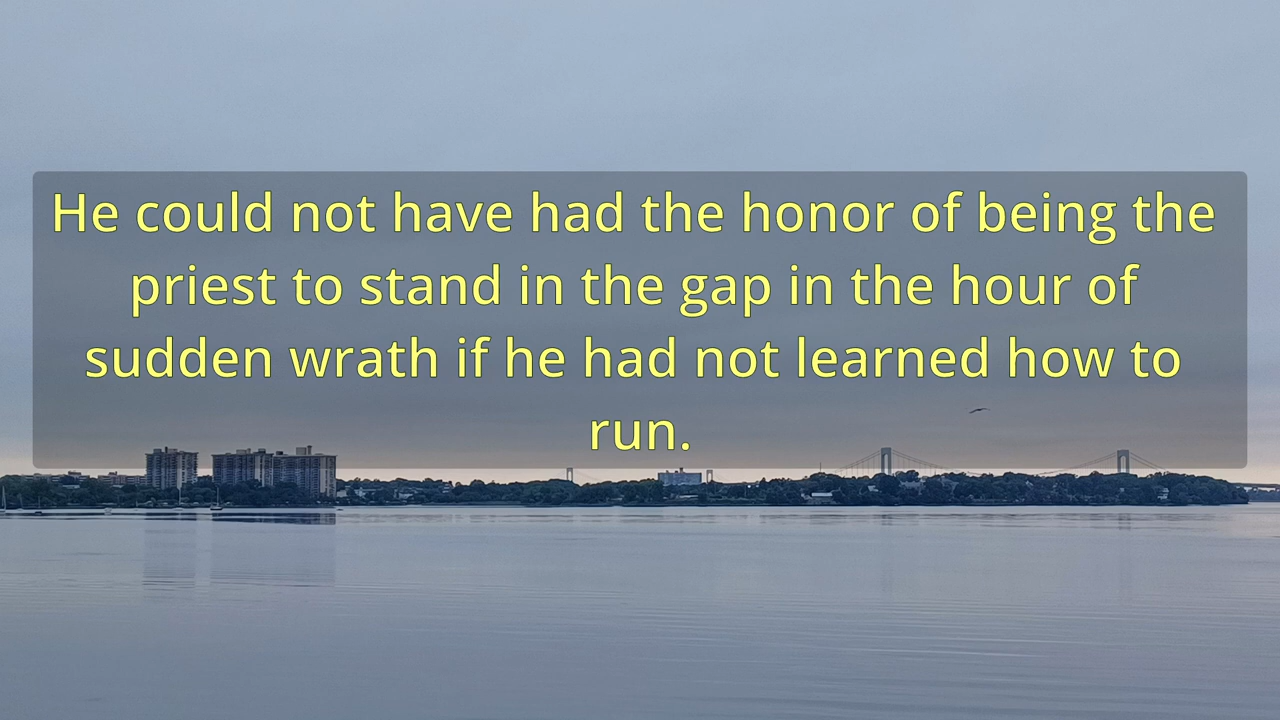 He could not have had the honor of being the
priest to stand in the gap in the hour of
sudden wrath if he had not learned how to
run.